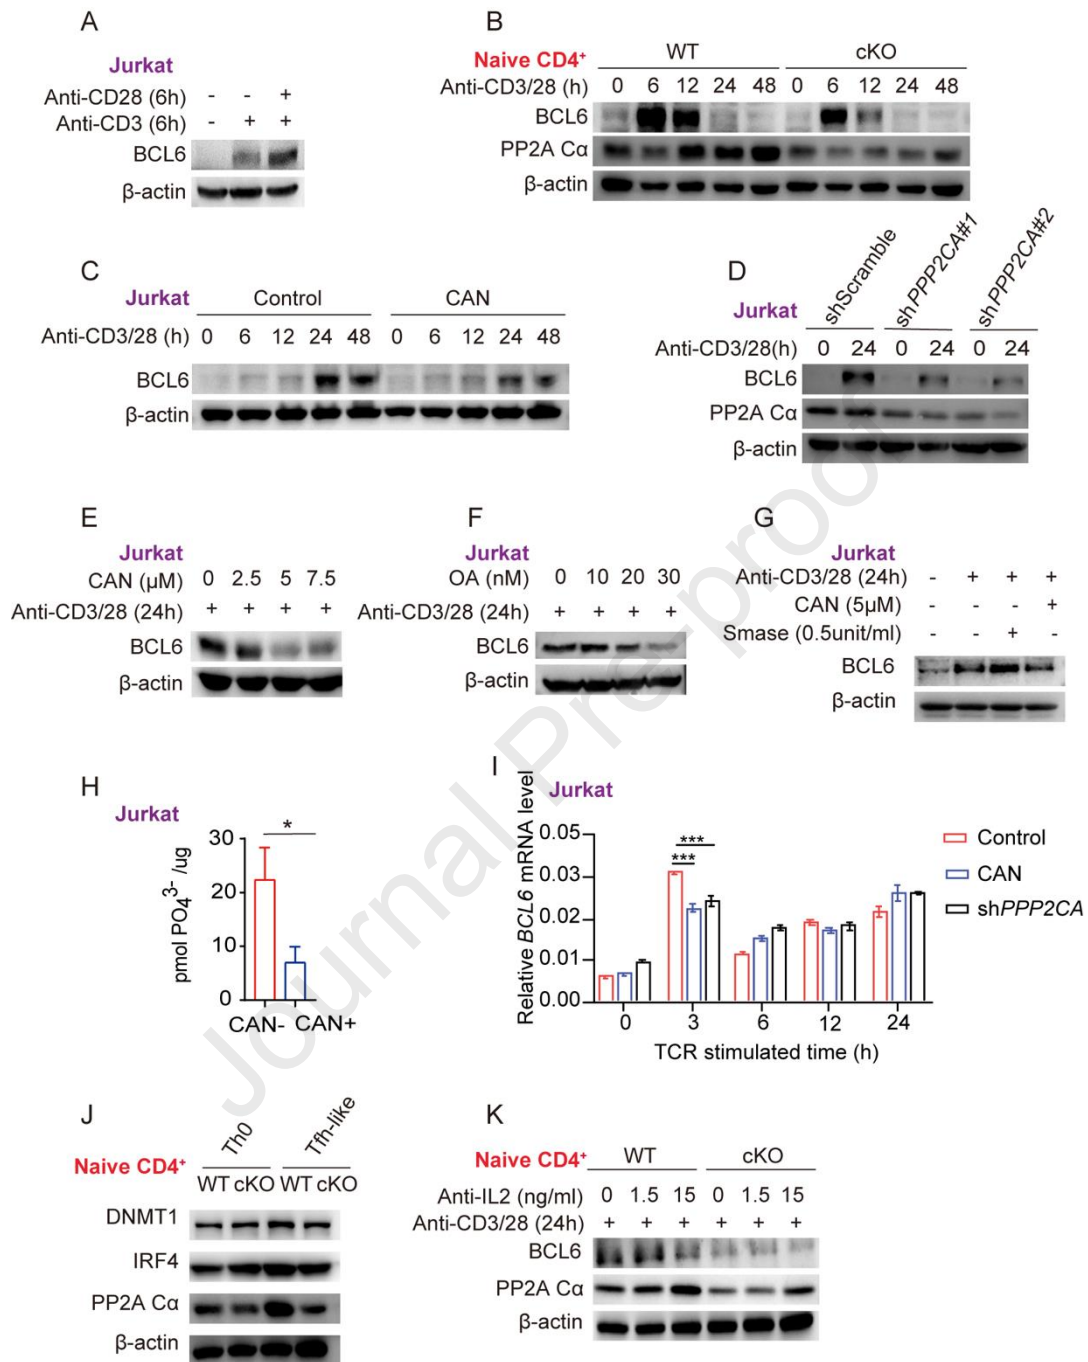 A
Jurkat
Anti-CD28 (6h) - - +
Anti-CD3 (6h) - + +
BCL6
β-actin
B
Naive CD4⁺ WT cKO
Anti-CD3/28 (h) 0 6 12 24 48 0 6 12 24 48
BCL6
PP2A Cα
β-actin
C
Jurkat Control CAN
Anti-CD3/28 (h) 0 6 12 24 48 0 6 12 24 48
BCL6
β-actin
D
Jurkat shScramble shPPP2CA#1 shPPP2CA#2
Anti-CD3/28(h) 0 24 0 24 0 24
BCL6
PP2A Cα
β-actin
E
Jurkat
CAN (μM) 0 2.5 5 7.5
Anti-CD3/28 (24h) + + + +
BCL6
β-actin
F
Jurkat
OA (nM) 0 10 20 30
Anti-CD3/28 (24h) + + + +
BCL6
β-actin
G
Jurkat
Anti-CD3/28 (24h) - + + +
CAN (5μM) - - - +
Smase (0.5unit/ml) - - + -
BCL6
β-actin
H
Jurkat
*
pmol PO₄³⁻ /ug
30
20
10
0
CAN- CAN+
I
Jurkat
Relative BCL6 mRNA level
0.05
0.03
0.02
0.01
0.00
***
***
0 3 6 12 24
TCR stimulated time (h)
Control
CAN
shPPP2CA
J
Th0 Tfh-like
Naive CD4⁺
WT cKO WT cKO
DNMT1
IRF4
PP2A Cα
β-actin
K
Naive CD4⁺ WT cKO
Anti-IL2 (ng/ml) 0 1.5 15 0 1.5 15
Anti-CD3/28 (24h) + + + + + +
BCL6
PP2A Cα
β-actin
Journal Pre-proof